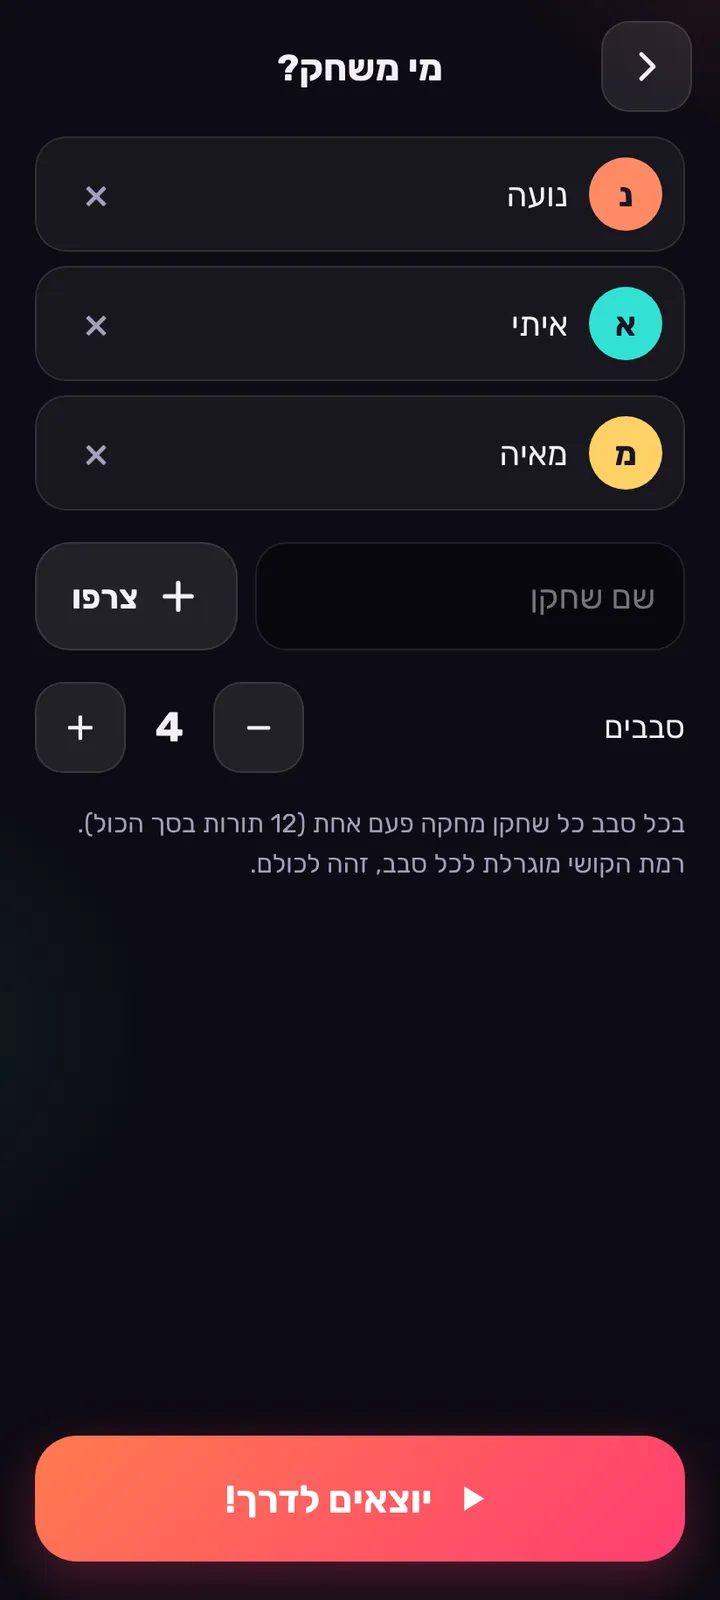 מי משחק?
נ נועה ×
א איתי ×
מ מאיה ×
שם שחקן
+ צרפו
סבבים − 4 +
בכל סבב כל שחקן מחקה פעם אחת (12 תורות בסך הכול).
רמת הקושי מוגרלת לכל סבב, זהה לכולם.
יוצאים לדרך!